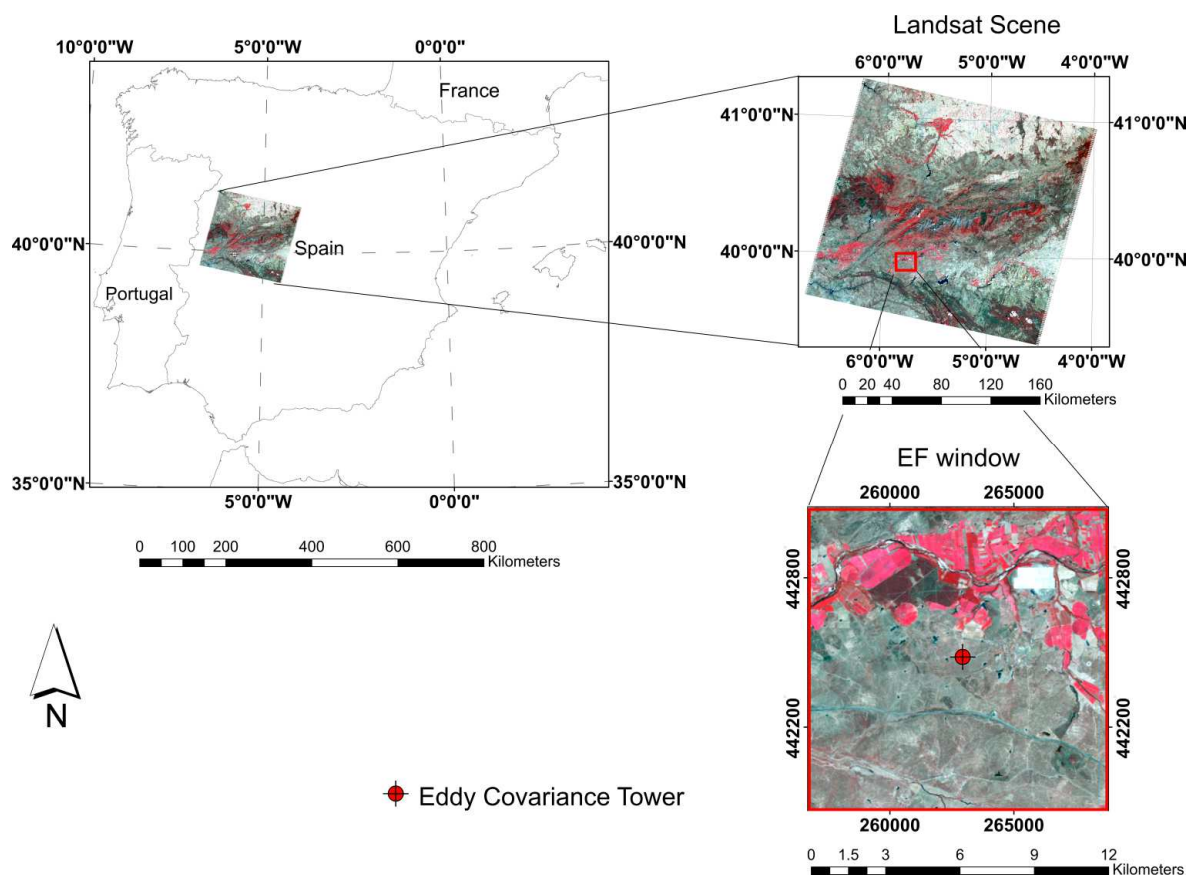 Landsat Scene
10°0'0"W 5°0'0"W 0°0'0"
6°0'0"W 5°0'0"W 4°0'0"W
France
41°0'0"N 41°0'0"N
40°0'0"N 40°0'0"N
Spain
Portugal
40°0'0"N 40°0'0"N
35°0'0"N 35°0'0"N
5°0'0"W 0°0'0"
6°0'0"W 5°0'0"W 4°0'0"W
0 20 40 80 120 160
Kilometers
0 100 200 400 600 800
Kilometers
EF window
260000 265000
442800 442800
442200 442200
260000 265000
N
Eddy Covariance Tower
0 1.5 3 6 9 12
Kilometers